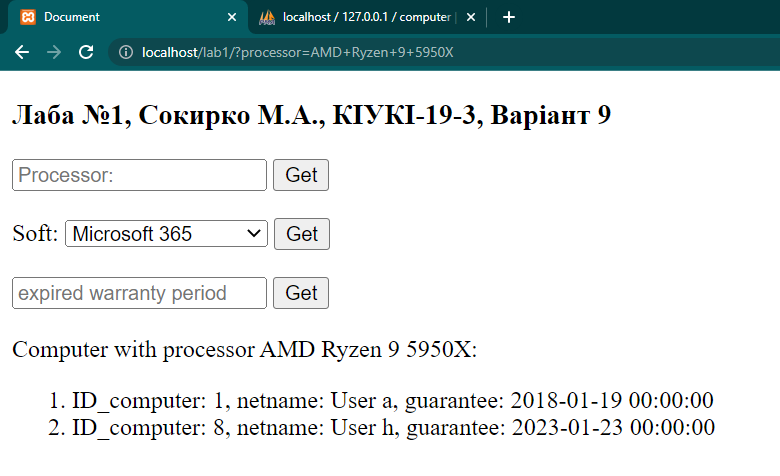 Document
localhost / 127.0.0.1 / computer
localhost/lab1/?processor=AMD+Ryzen+9+5950X
Лаба №1, Сокирко М.А., КІУКІ-19-3, Варіант 9
Processor: Get
Soft: Microsoft 365 Get
expired warranty period Get
Computer with processor AMD Ryzen 9 5950X:
1. ID_computer: 1, netname: User a, guarantee: 2018-01-19 00:00:00
2. ID_computer: 8, netname: User h, guarantee: 2023-01-23 00:00:00